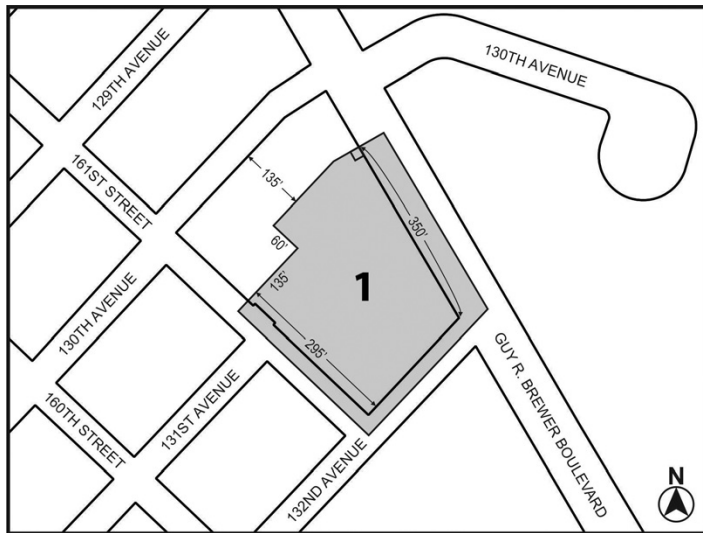 129TH AVENUE
130TH AVENUE
161ST STREET
135'
350'
60'
135'
1
295'
130TH AVENUE
131ST AVENUE
160TH STREET
132ND AVENUE
GUY R. BREWER BOULEVARD
N